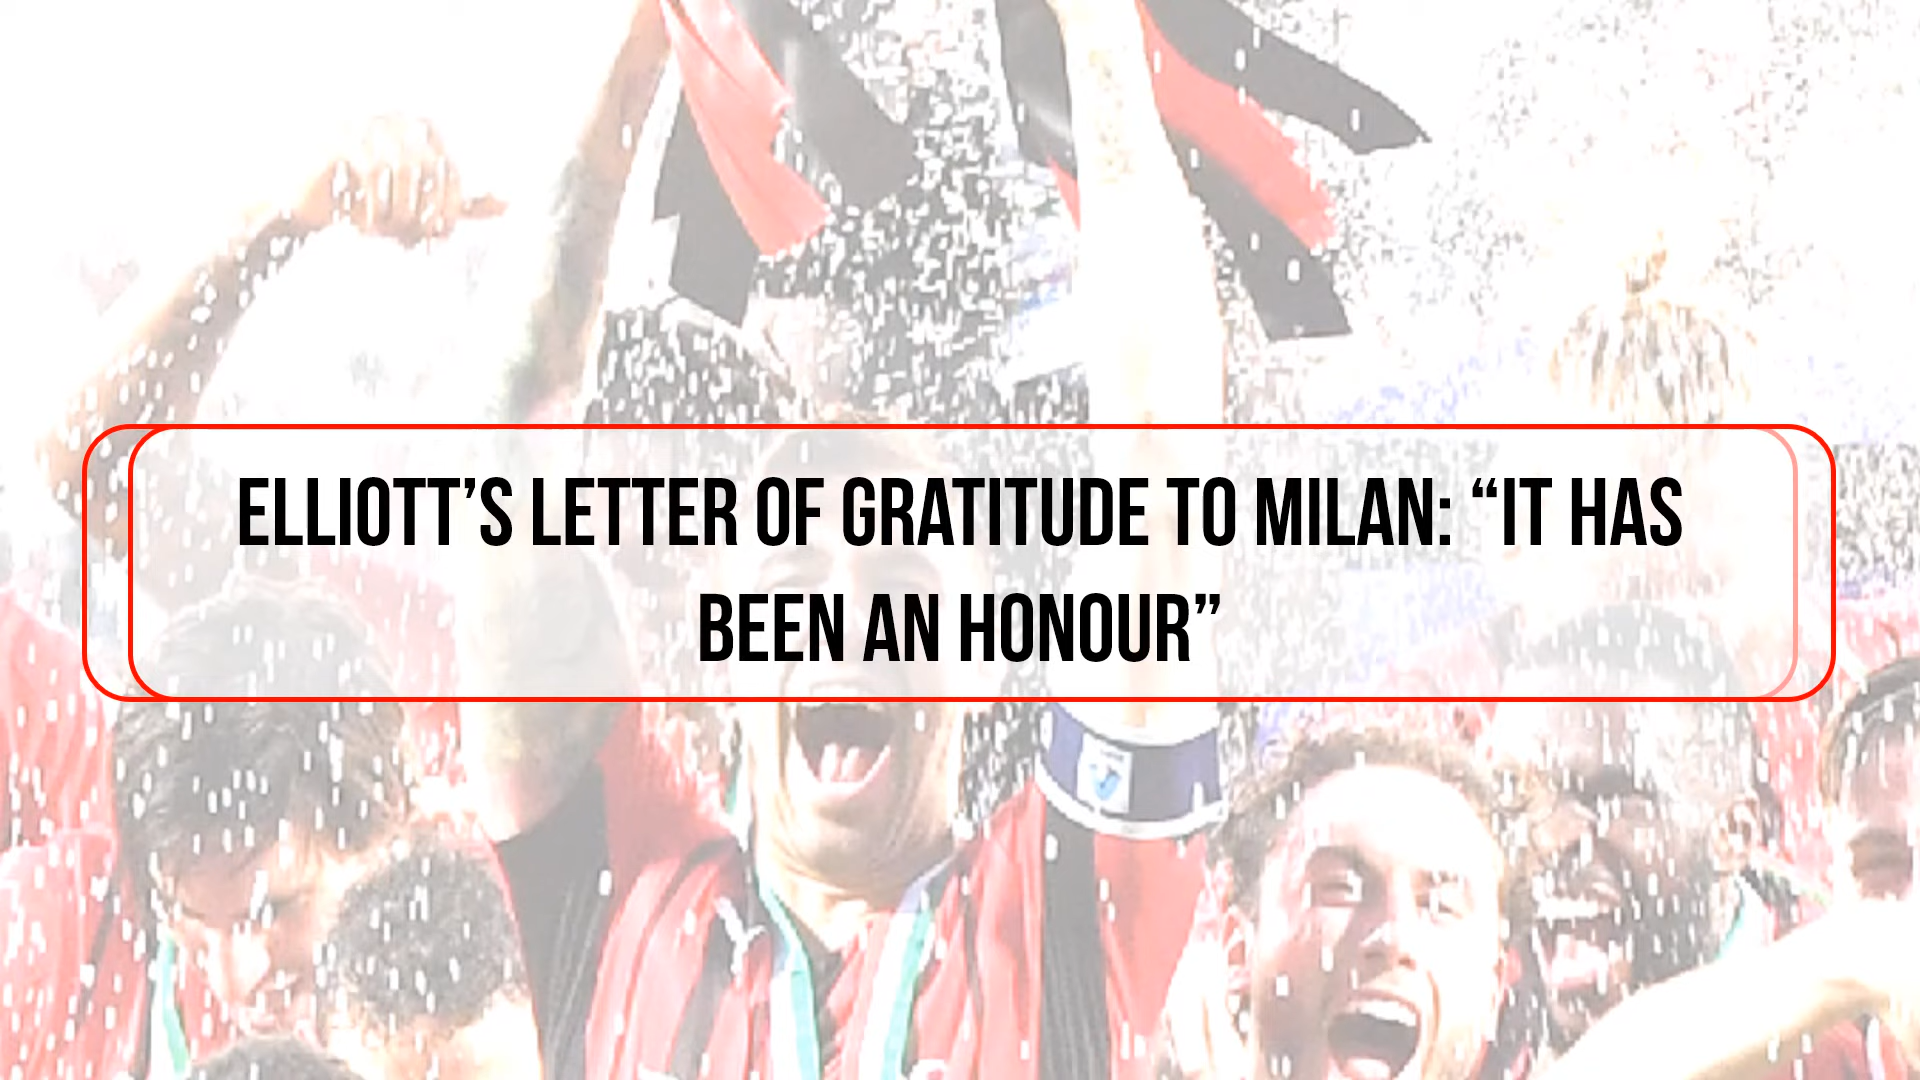 ELLIOTT’S LETTER OF GRATITUDE TO MILAN: “IT HAS
BEEN AN HONOUR”